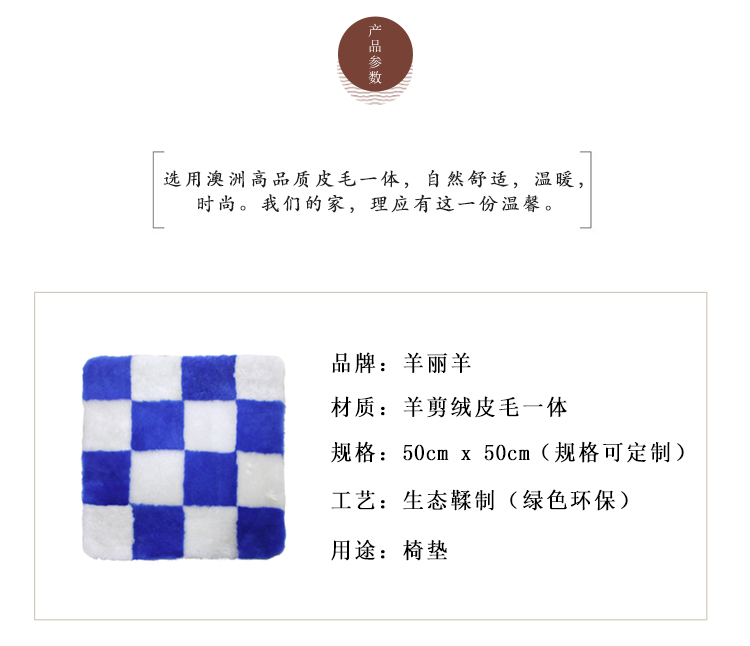 产品参数
选用澳洲高品质皮毛一体，自然舒适，温暖，
时尚。我们的家，理应有这一份温馨。
品牌：羊丽羊
材质：羊剪绒皮毛一体
规格：50cm x 50cm（规格可定制）
工艺：生态鞣制（绿色环保）
用途：椅垫